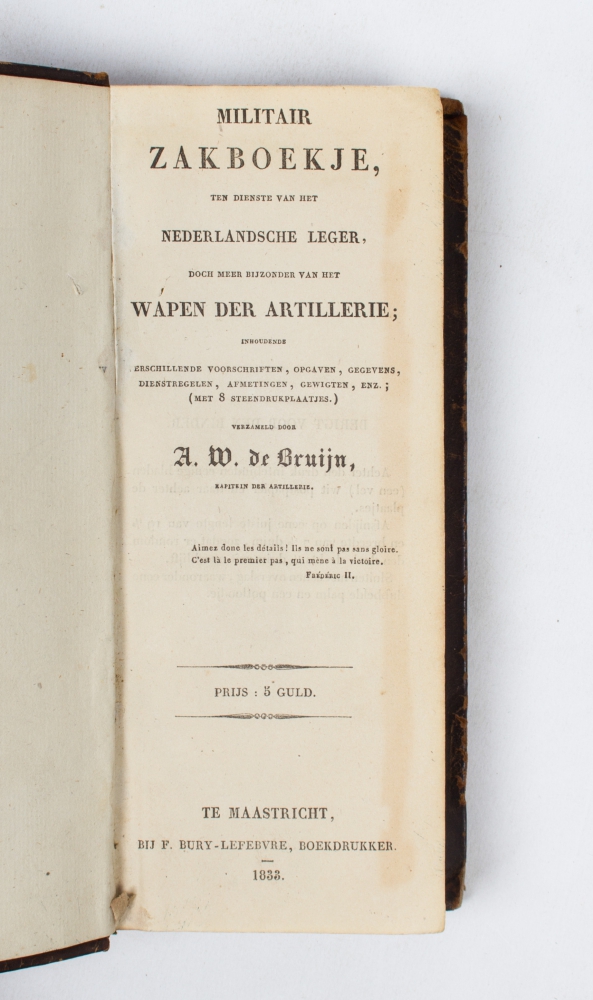 MILITAIR
ZAKBOEKJE,
TEN DIENSTE VAN HET
NEDERLANDSCHE LEGER,
DOCH MEER BIJZONDER VAN HET
WAPEN DER ARTILLERIE;
INHOUDENDE
ERSCHILLENDE VOORSCHRIFTEN, OPGAVEN, GEGEVENS,
DIENSTREGELEN, AFMETINGEN, GEWIGTEN, ENZ.;
(MET 8 STEENDRUKPLAATJES.)
VERZAMELD DOOR
A. W. de Bruijn,
KAPITEIN DER ARTILLERIE.
Aimez donc les détails! Ils ne sont pas sans gloire.
C'est là le premier pas, qui mène à la victoire.
FRÉDÉRIC II.
PRIJS: 5 GULD.
TE MAASTRICHT,
BIJ F. BURY-LEFEBVRE, BOEKDRUKKER.
1833.